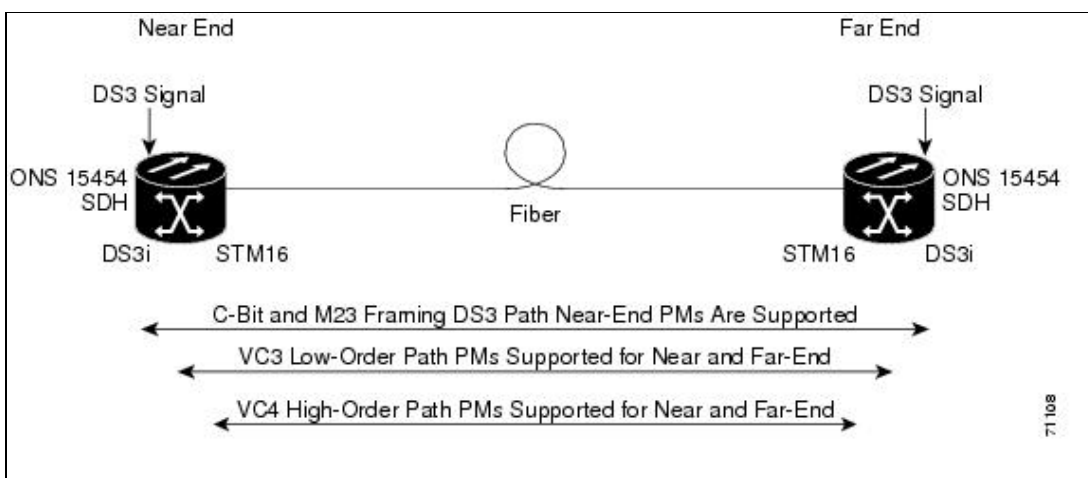 Near End
Far End
DS3 Signal
DS3 Signal
ONS 15454
SDH
ONS 15454
SDH
Fiber
DS3i
STM16
STM16
DS3i
C-Bit and M23 Framing DS3 Path Near-End PMs Are Supported
VC3 Low-Order Path PMs Supported for Near and Far-End
VC4 High-Order Path PMs Supported for Near and Far-End
71108